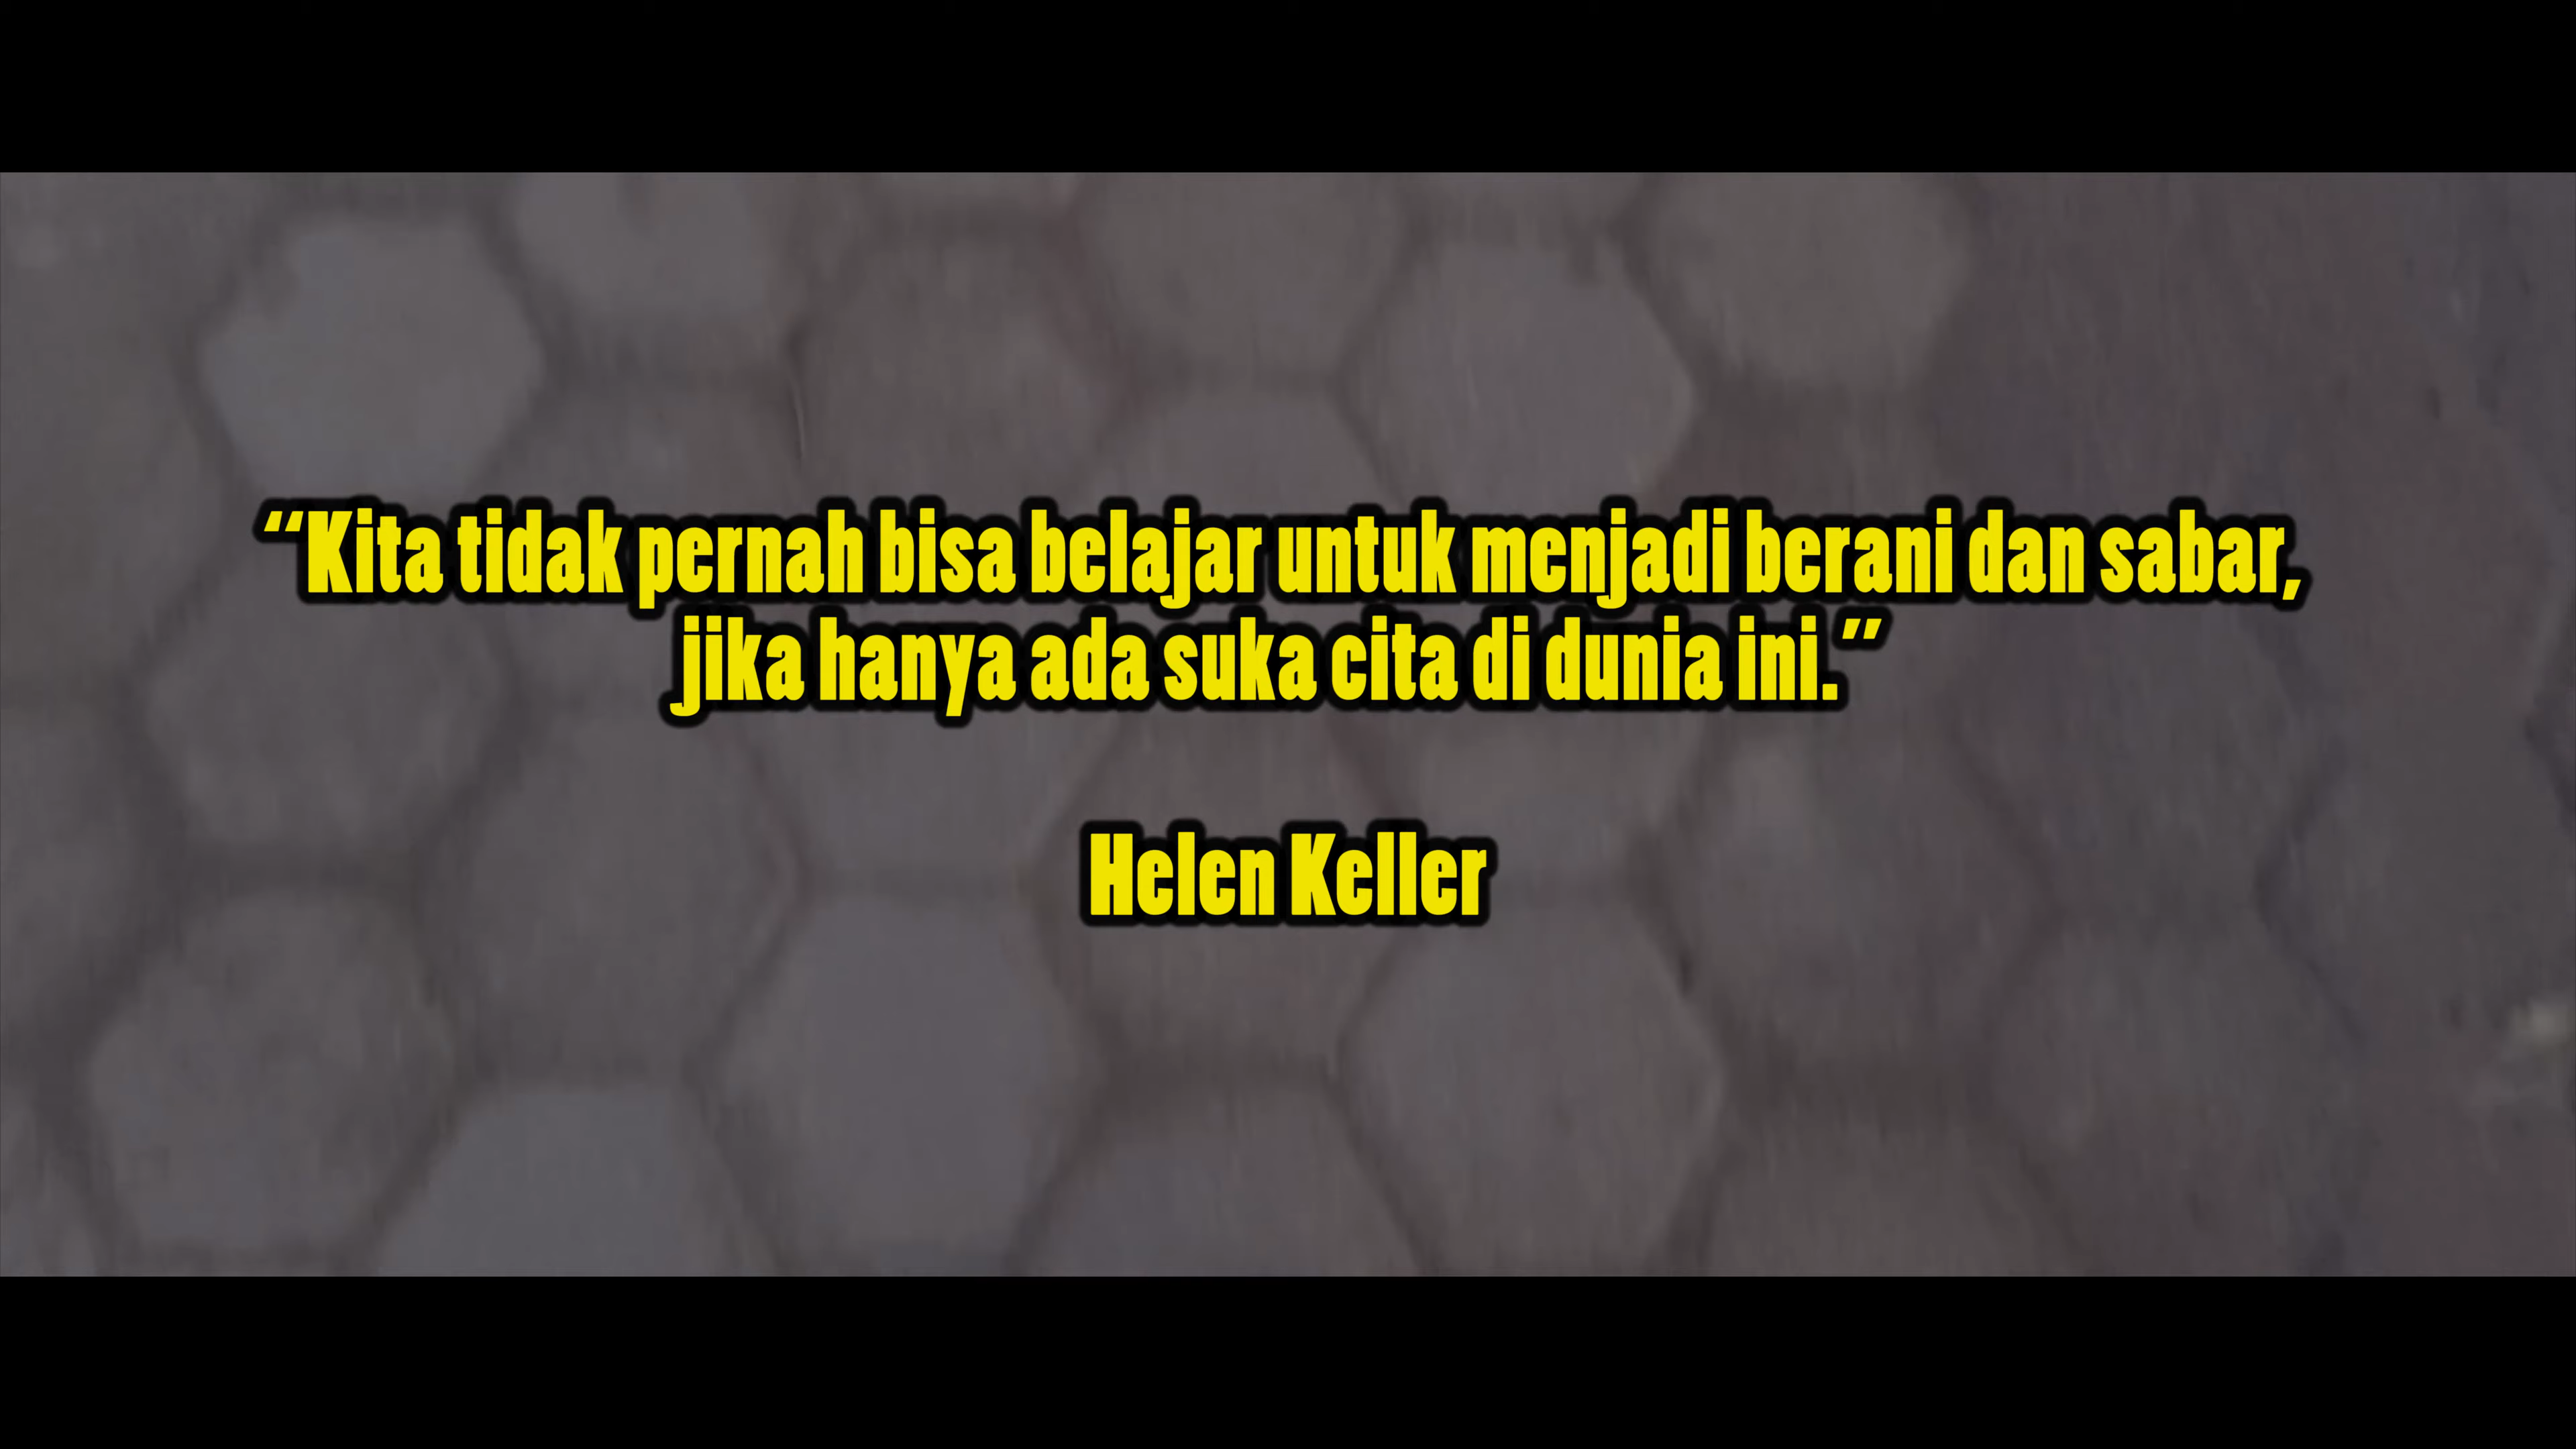 “Kita tidak pernah bisa belajar untuk menjadi berani dan sabar,
jika hanya ada suka cita di dunia ini.”
Helen Keller